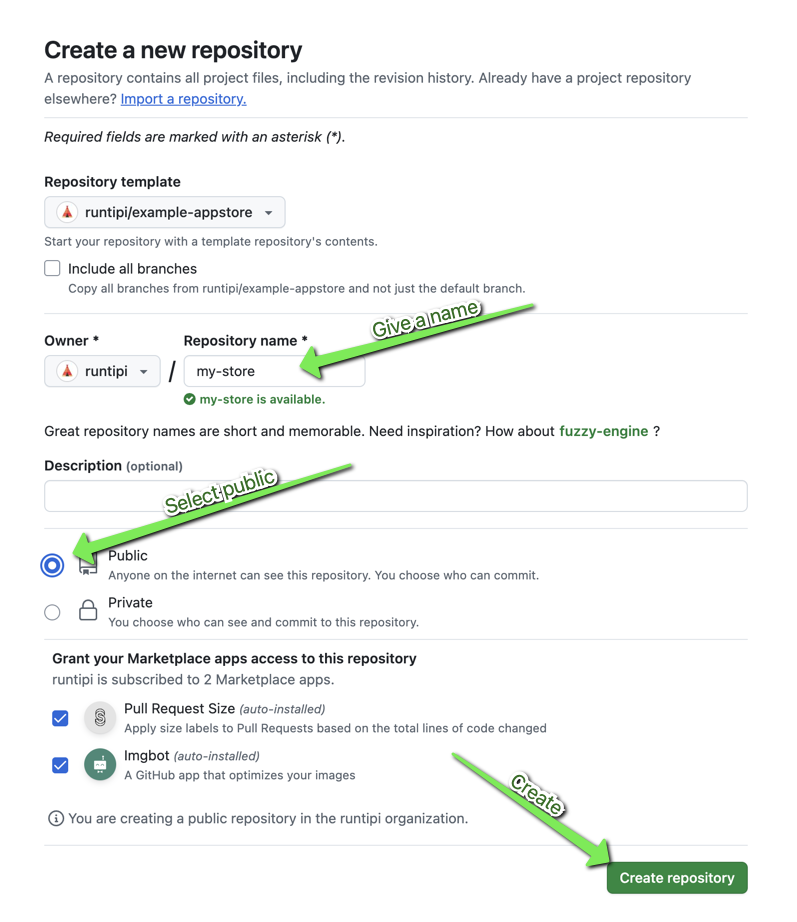 Create a new repository
A repository contains all project files, including the revision history. Already have a project repository
elsewhere? Import a repository.
Required fields are marked with an asterisk (*).
Repository template
runtipi/example-appstore
Start your repository with a template repository's contents.
Include all branches
Copy all branches from runtipi/example-appstore and not just the default branch.
Give a name
Owner * Repository name *
runtipi / my-store
my-store is available.
Great repository names are short and memorable. Need inspiration? How about fuzzy-engine ?
Description (optional)
Select public
Public
Anyone on the internet can see this repository. You choose who can commit.
Private
You choose who can see and commit to this repository.
Grant your Marketplace apps access to this repository
runtipi is subscribed to 2 Marketplace apps.
Pull Request Size (auto-installed)
Apply size labels to Pull Requests based on the total lines of code changed
Imgbot (auto-installed)
A GitHub app that optimizes your images
Create
You are creating a public repository in the runtipi organization.
Create repository